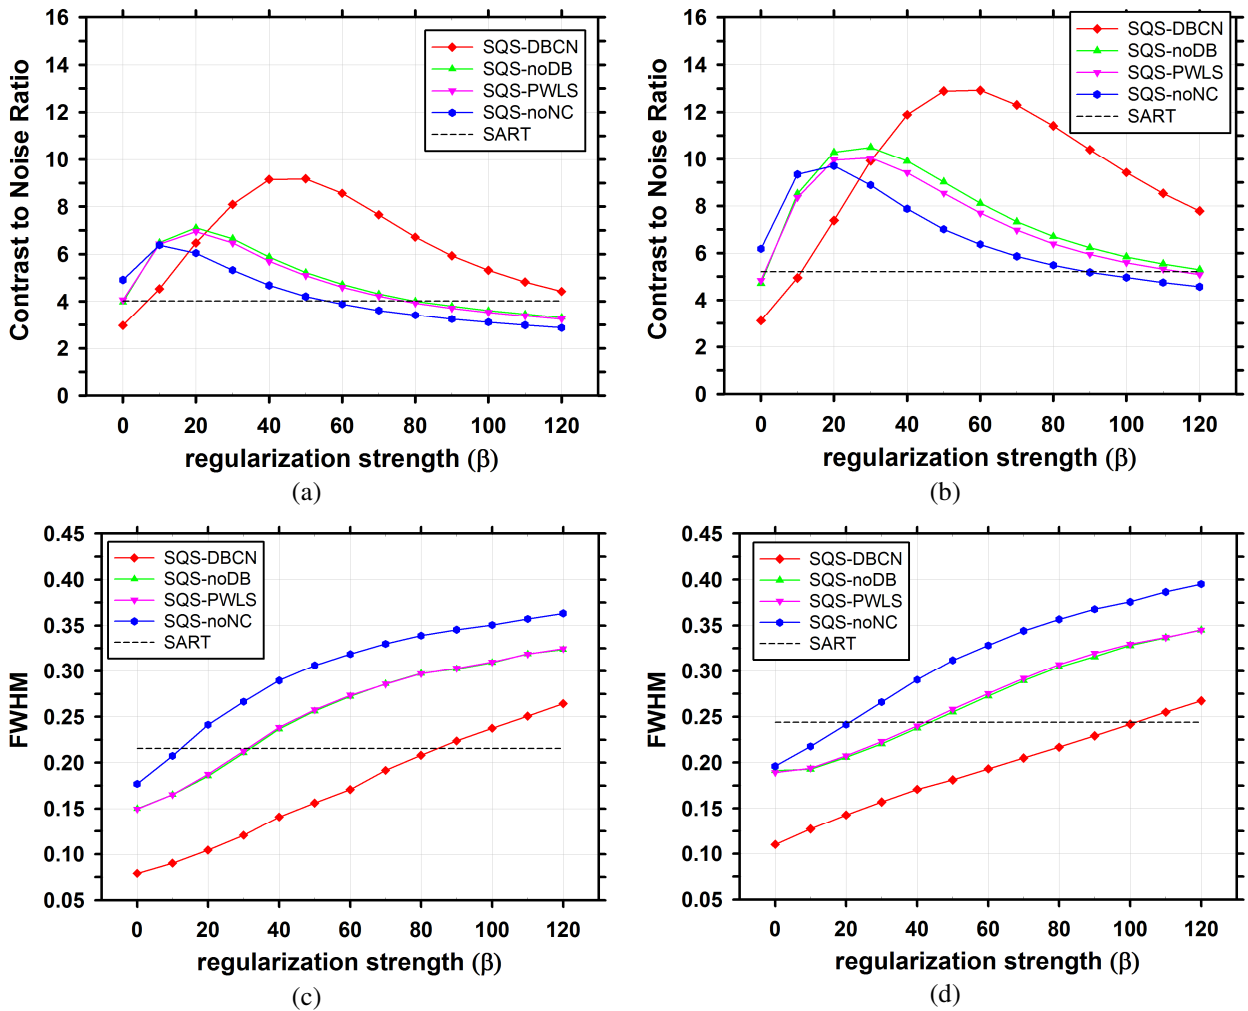 16
14
12
10
8
6
4
2
0
Contrast to Noise Ratio
SQS-DBCN
SQS-noDB
SQS-PWLS
SQS-noNC
SART
0 20 40 60 80 100 120
regularization strength (β)
(a)
16
14
12
10
8
6
4
2
0
Contrast to Noise Ratio
SQS-DBCN
SQS-noDB
SQS-PWLS
SQS-noNC
SART
0 20 40 60 80 100 120
regularization strength (β)
(b)
0.45
0.40
0.35
0.30
0.25
0.20
0.15
0.10
0.05
FWHM
SQS-DBCN
SQS-noDB
SQS-PWLS
SQS-noNC
SART
0 20 40 60 80 100 120
regularization strength (β)
(c)
0.45
0.40
0.35
0.30
0.25
0.20
0.15
0.10
0.05
FWHM
SQS-DBCN
SQS-noDB
SQS-PWLS
SQS-noNC
SART
0 20 40 60 80 100 120
regularization strength (β)
(d)